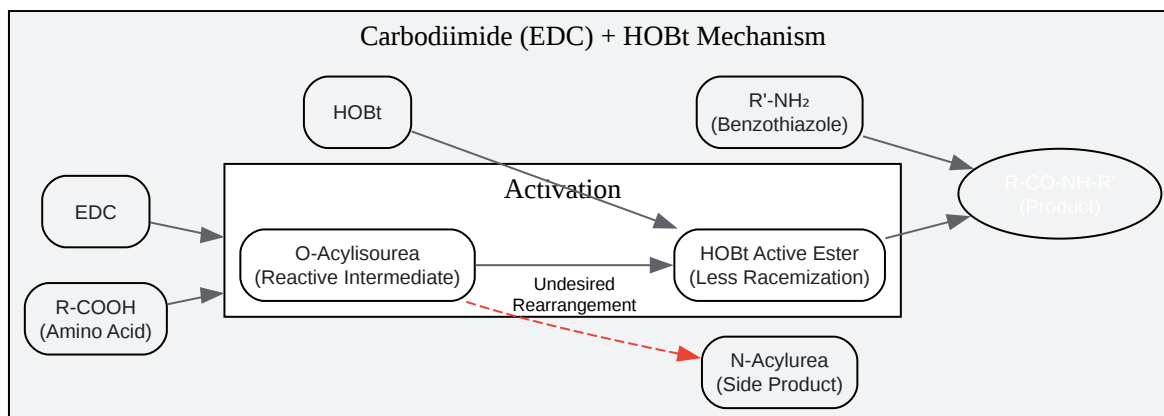 Carbodiimide (EDC) + HOBt Mechanism
HOBt
R'-NH₂
(Benzothiazole)
Activation
R-CO-NH-R'
(Product)
EDC
O-Acylisourea
(Reactive Intermediate)
HOBt Active Ester
(Less Racemization)
Undesired
Rearrangement
R-COOH
(Amino Acid)
N-Acylurea
(Side Product)